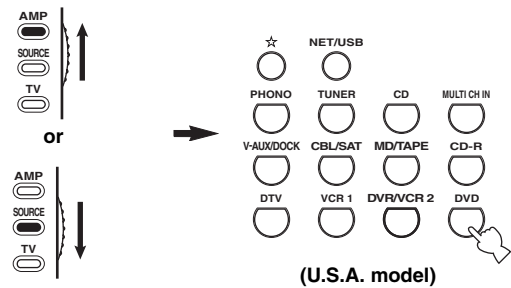 AMP
SOURCE
TV
or
AMP
SOURCE
TV
☆ NET/USB
PHONO TUNER CD MULTI CH IN
V-AUX/DOCK CBL/SAT MD/TAPE CD-R
DTV VCR 1 DVR/VCR 2 DVD
(U.S.A. model)